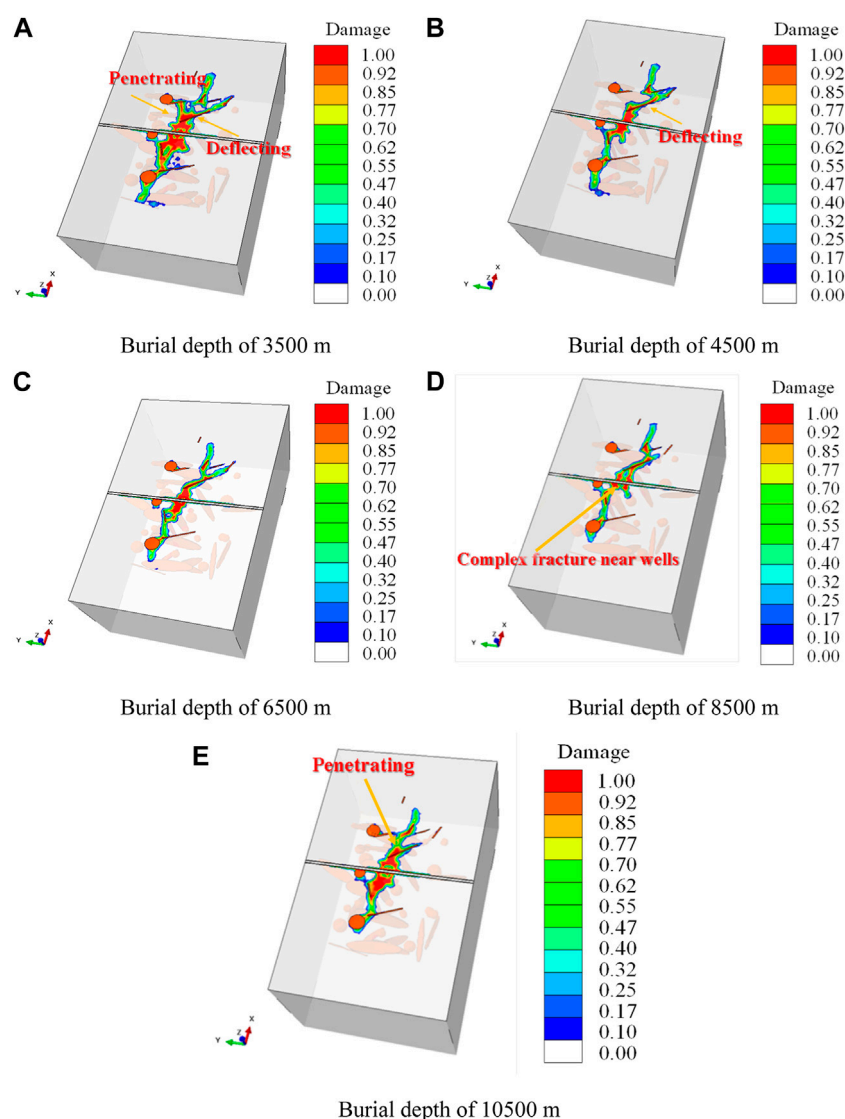 A
Damage
1.00
0.92
0.85
0.77
0.70
0.62
0.55
0.47
0.40
0.32
0.25
0.17
0.10
0.00
Penetrating
Deflecting
X
Y
Z
Burial depth of 3500 m
B
Damage
1.00
0.92
0.85
0.77
0.70
0.62
0.55
0.47
0.40
0.32
0.25
0.17
0.10
0.00
Deflecting
X
Y
Z
Burial depth of 4500 m
C
Damage
1.00
0.92
0.85
0.77
0.70
0.62
0.55
0.47
0.40
0.32
0.25
0.17
0.10
0.00
X
Y
Z
Burial depth of 6500 m
D
Damage
1.00
0.92
0.85
0.77
0.70
0.62
0.55
0.47
0.40
0.32
0.25
0.17
0.10
0.00
Complex fracture near wells
X
Y
Z
Burial depth of 8500 m
E
Damage
1.00
0.92
0.85
0.77
0.70
0.62
0.55
0.47
0.40
0.32
0.25
0.17
0.10
0.00
Penetrating
X
Y
Z
Burial depth of 10500 m